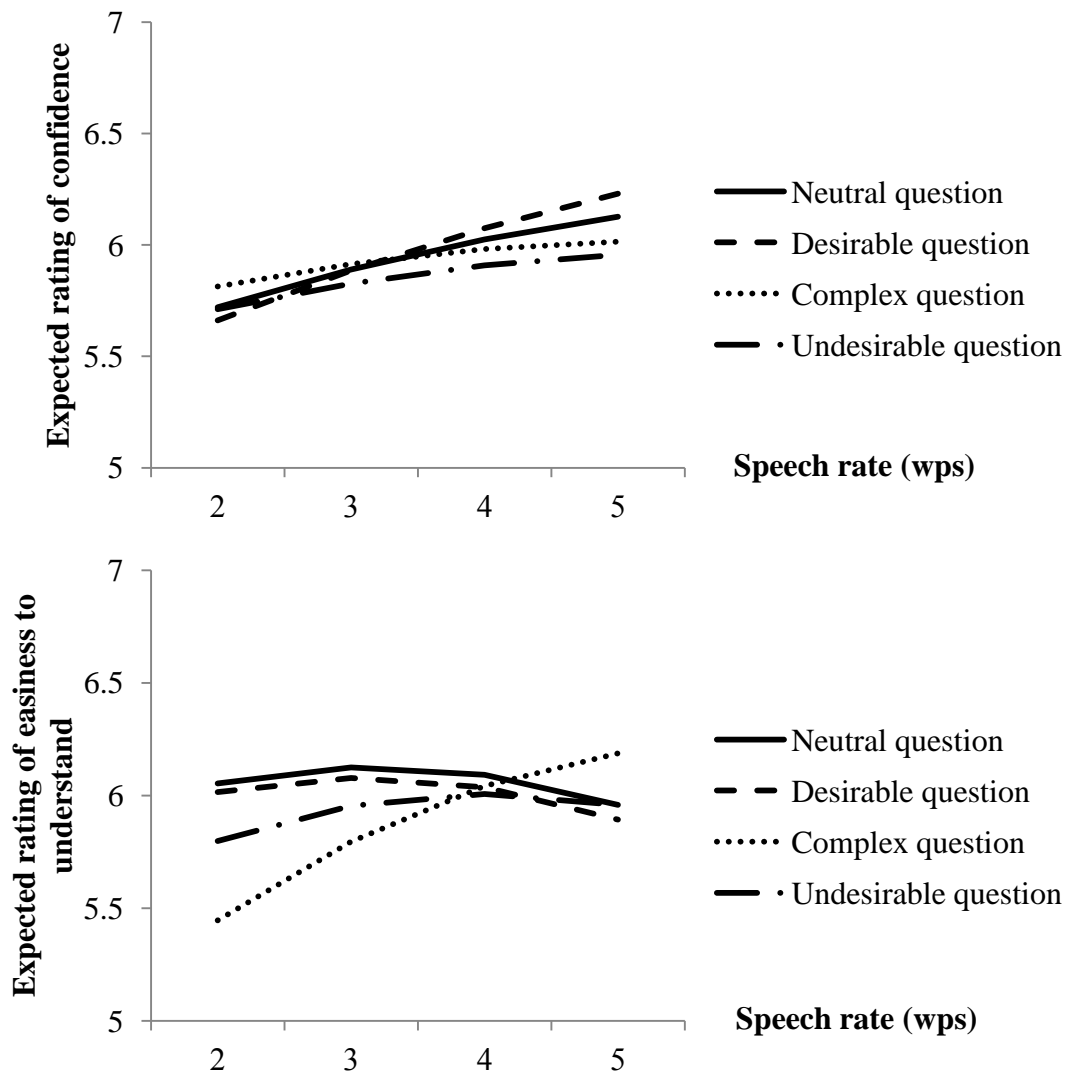 Expected rating of confidence
7
6.5
6
5.5
5
2 3 4 5
Speech rate (wps)
Neutral question
Desirable question
Complex question
Undesirable question
Expected rating of easiness to
understand
7
6.5
6
5.5
5
2 3 4 5
Speech rate (wps)
Neutral question
Desirable question
Complex question
Undesirable question